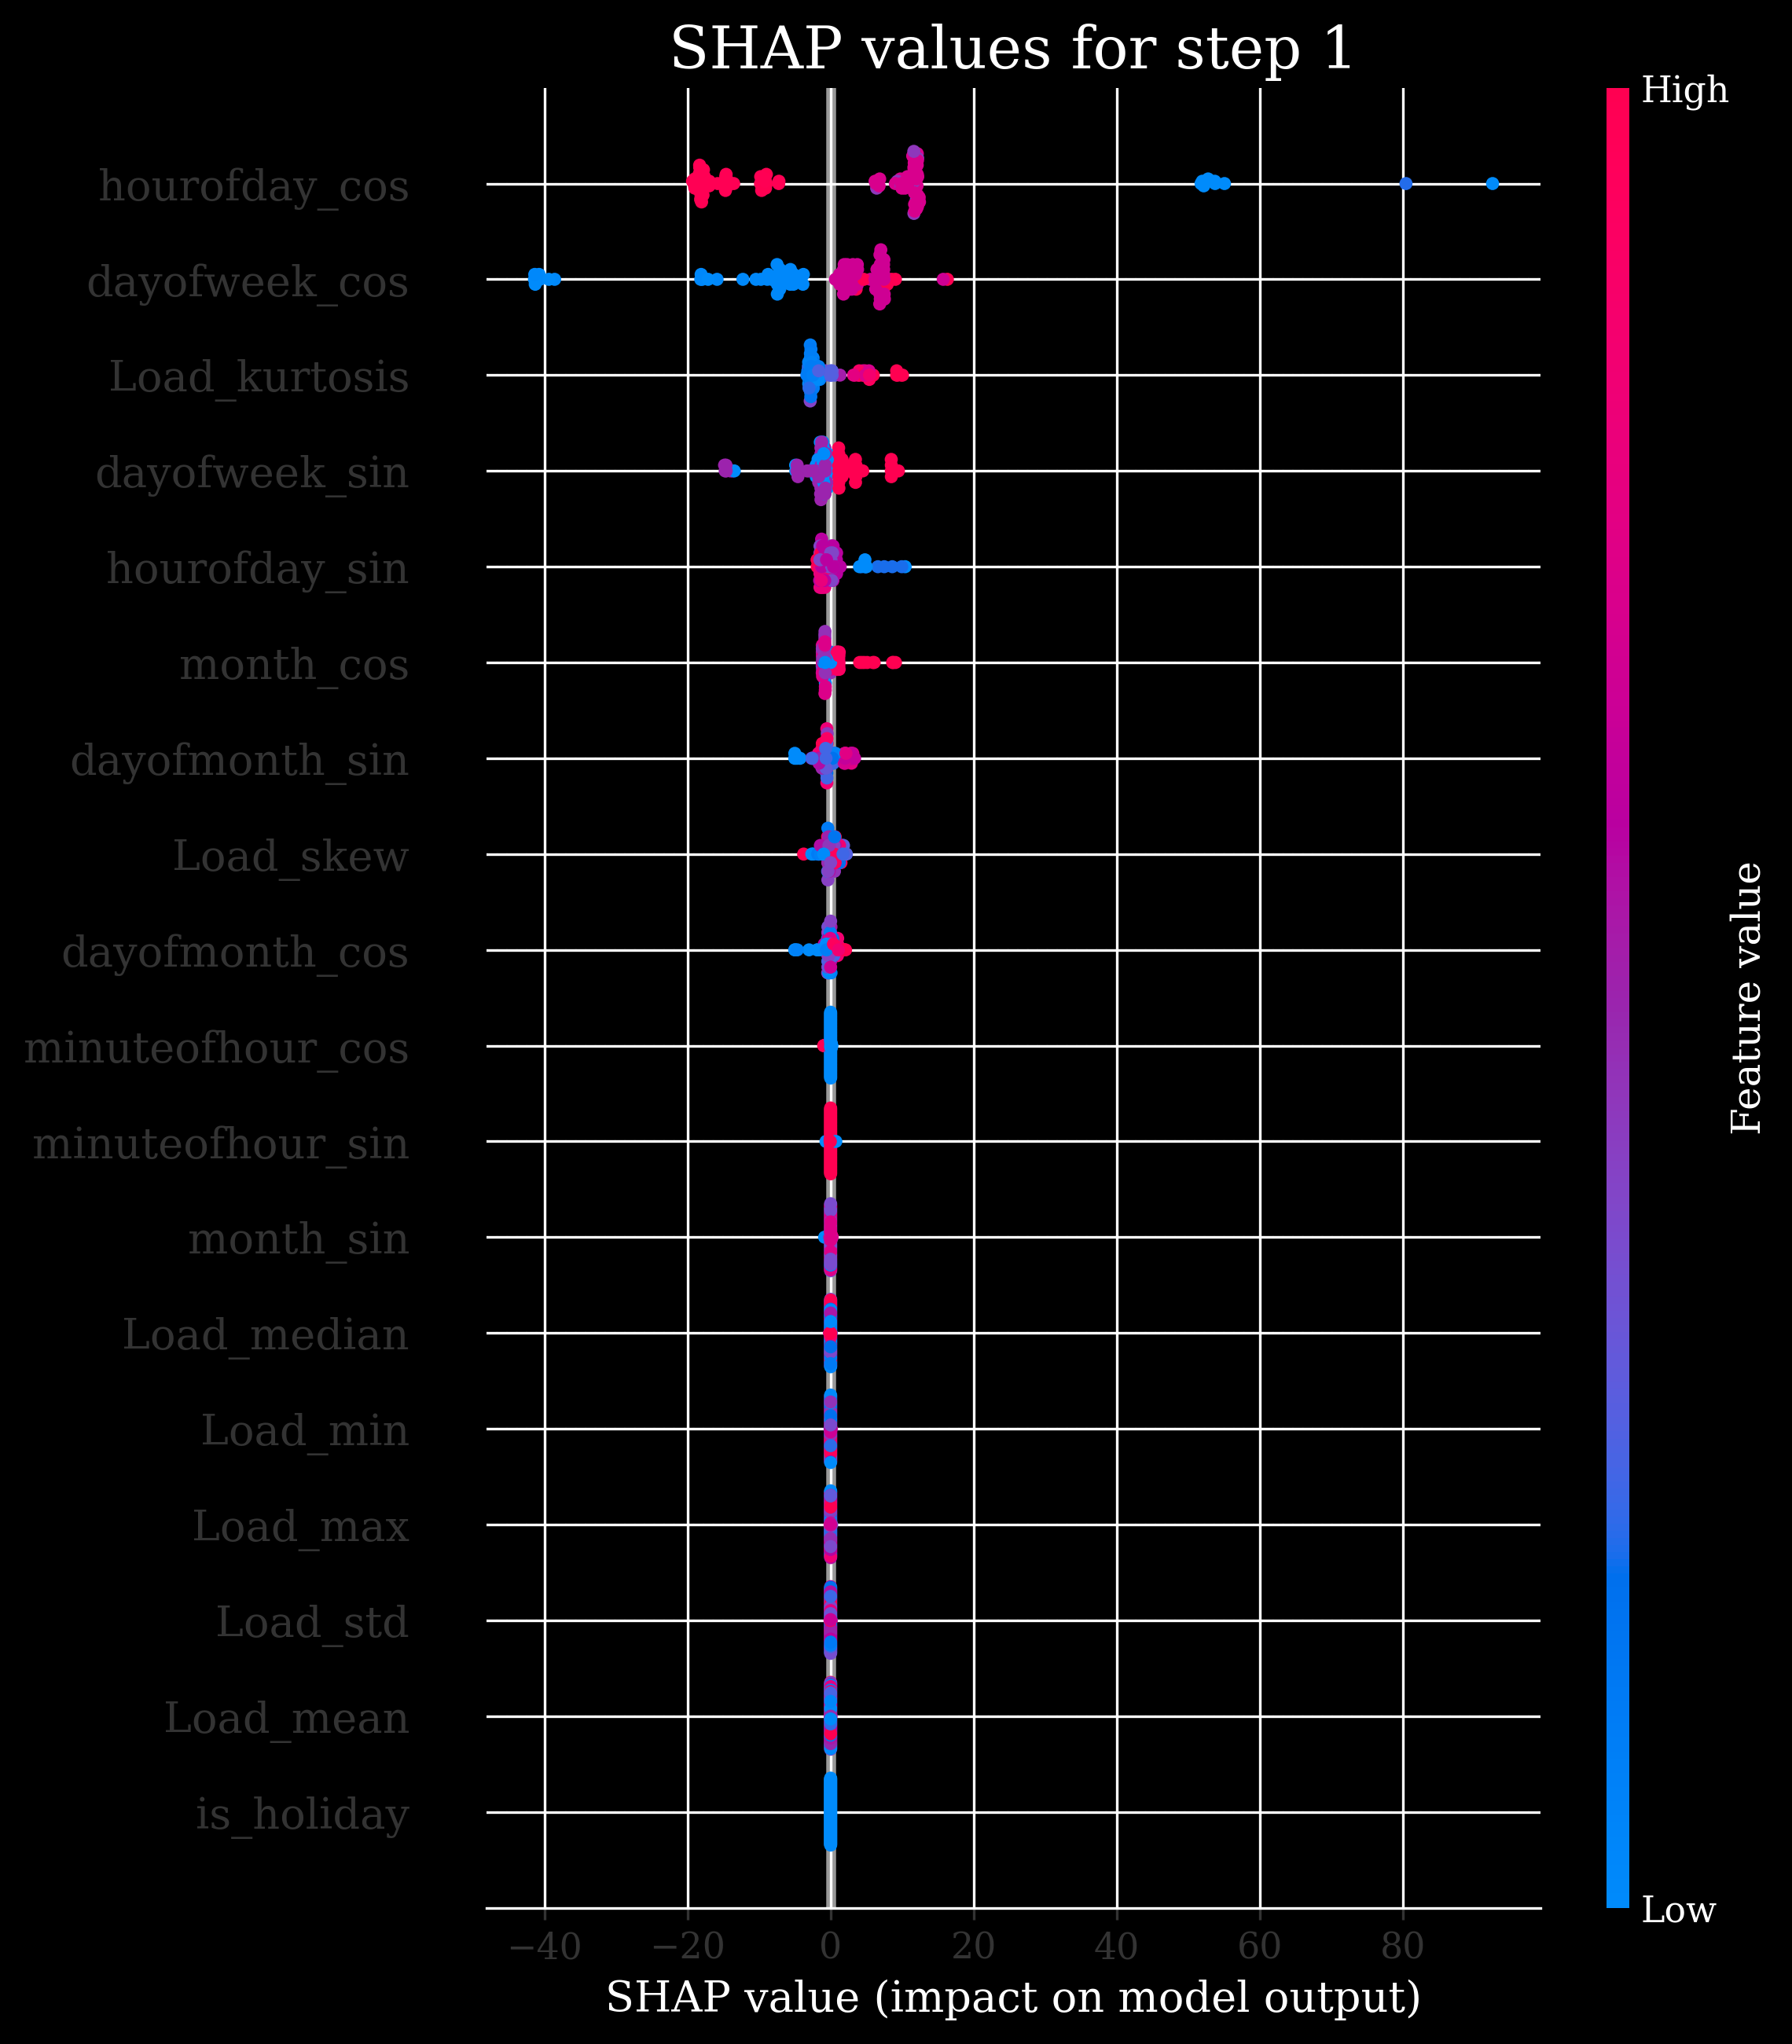 SHAP values for step 1
High
hourofday_cos
dayofweek_cos
Load_kurtosis
dayofweek_sin
hourofday_sin
month_cos
dayofmonth_sin
Load_skew
dayofmonth_cos
minuteofhour_cos
minuteofhour_sin
month_sin
Load_median
Load_min
Load_max
Load_std
Load_mean
is_holiday
Feature value
Low
−40 −20 0 20 40 60 80
SHAP value (impact on model output)